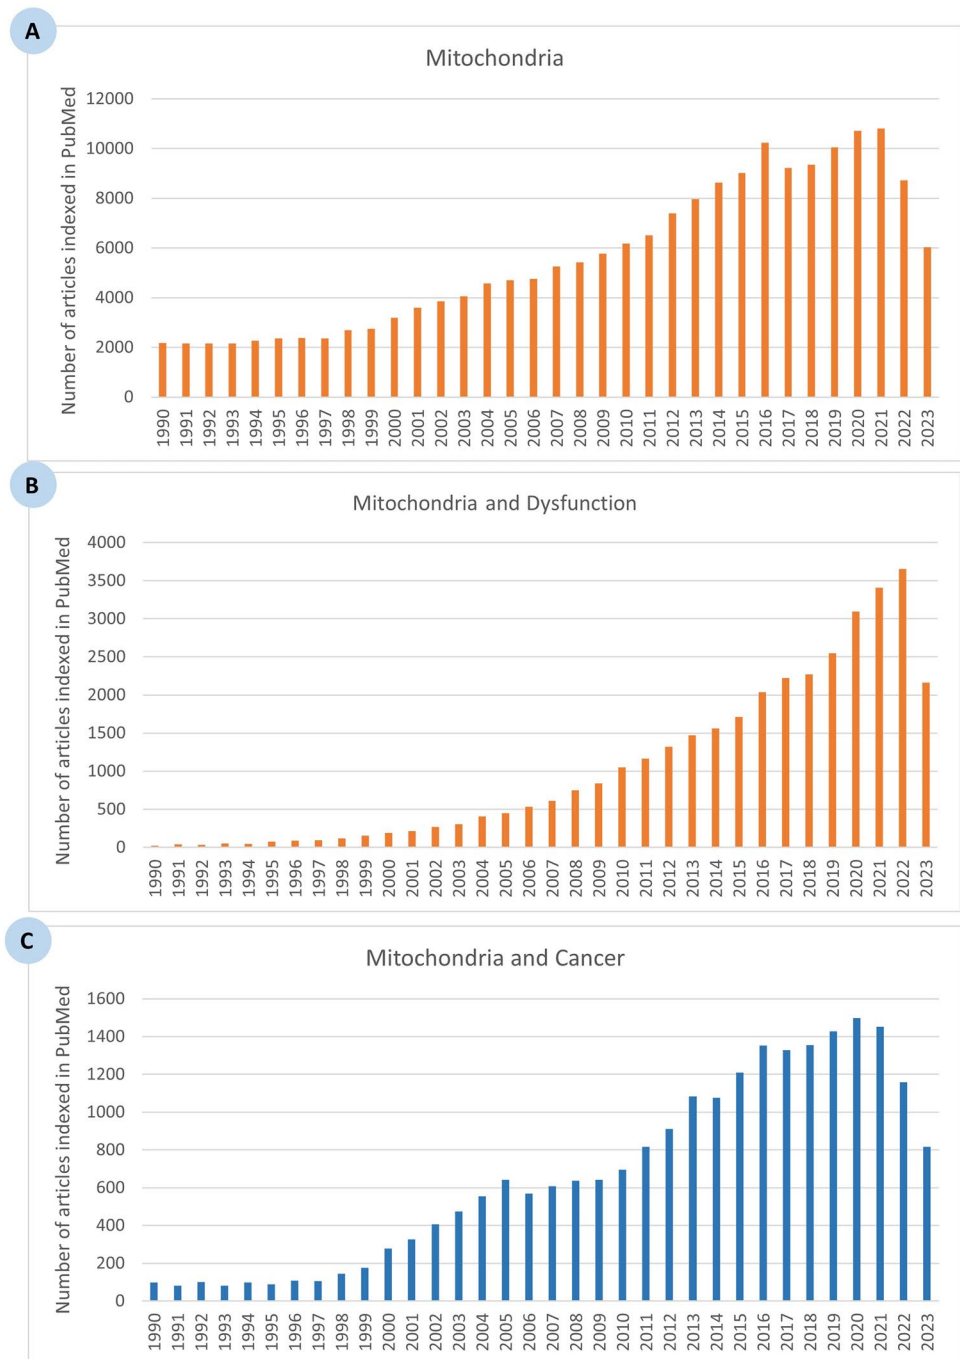 A
Mitochondria
Number of articles indexed in PubMed
12000
10000
8000
6000
4000
2000
0
1990 1991 1992 1993 1994 1995 1996 1997 1998 1999 2000 2001 2002 2003 2004 2005 2006 2007 2008 2009 2010 2011 2012 2013 2014 2015 2016 2017 2018 2019 2020 2021 2022 2023
B
Mitochondria and Dysfunction
Number of articles indexed in PubMed
4000
3500
3000
2500
2000
1500
1000
500
0
1990 1991 1992 1993 1994 1995 1996 1997 1998 1999 2000 2001 2002 2003 2004 2005 2006 2007 2008 2009 2010 2011 2012 2013 2014 2015 2016 2017 2018 2019 2020 2021 2022 2023
C
Mitochondria and Cancer
Number of articles indexed in PubMed
1600
1400
1200
1000
800
600
400
200
0
1990 1991 1992 1993 1994 1995 1996 1997 1998 1999 2000 2001 2002 2003 2004 2005 2006 2007 2008 2009 2010 2011 2012 2013 2014 2015 2016 2017 2018 2019 2020 2021 2022 2023